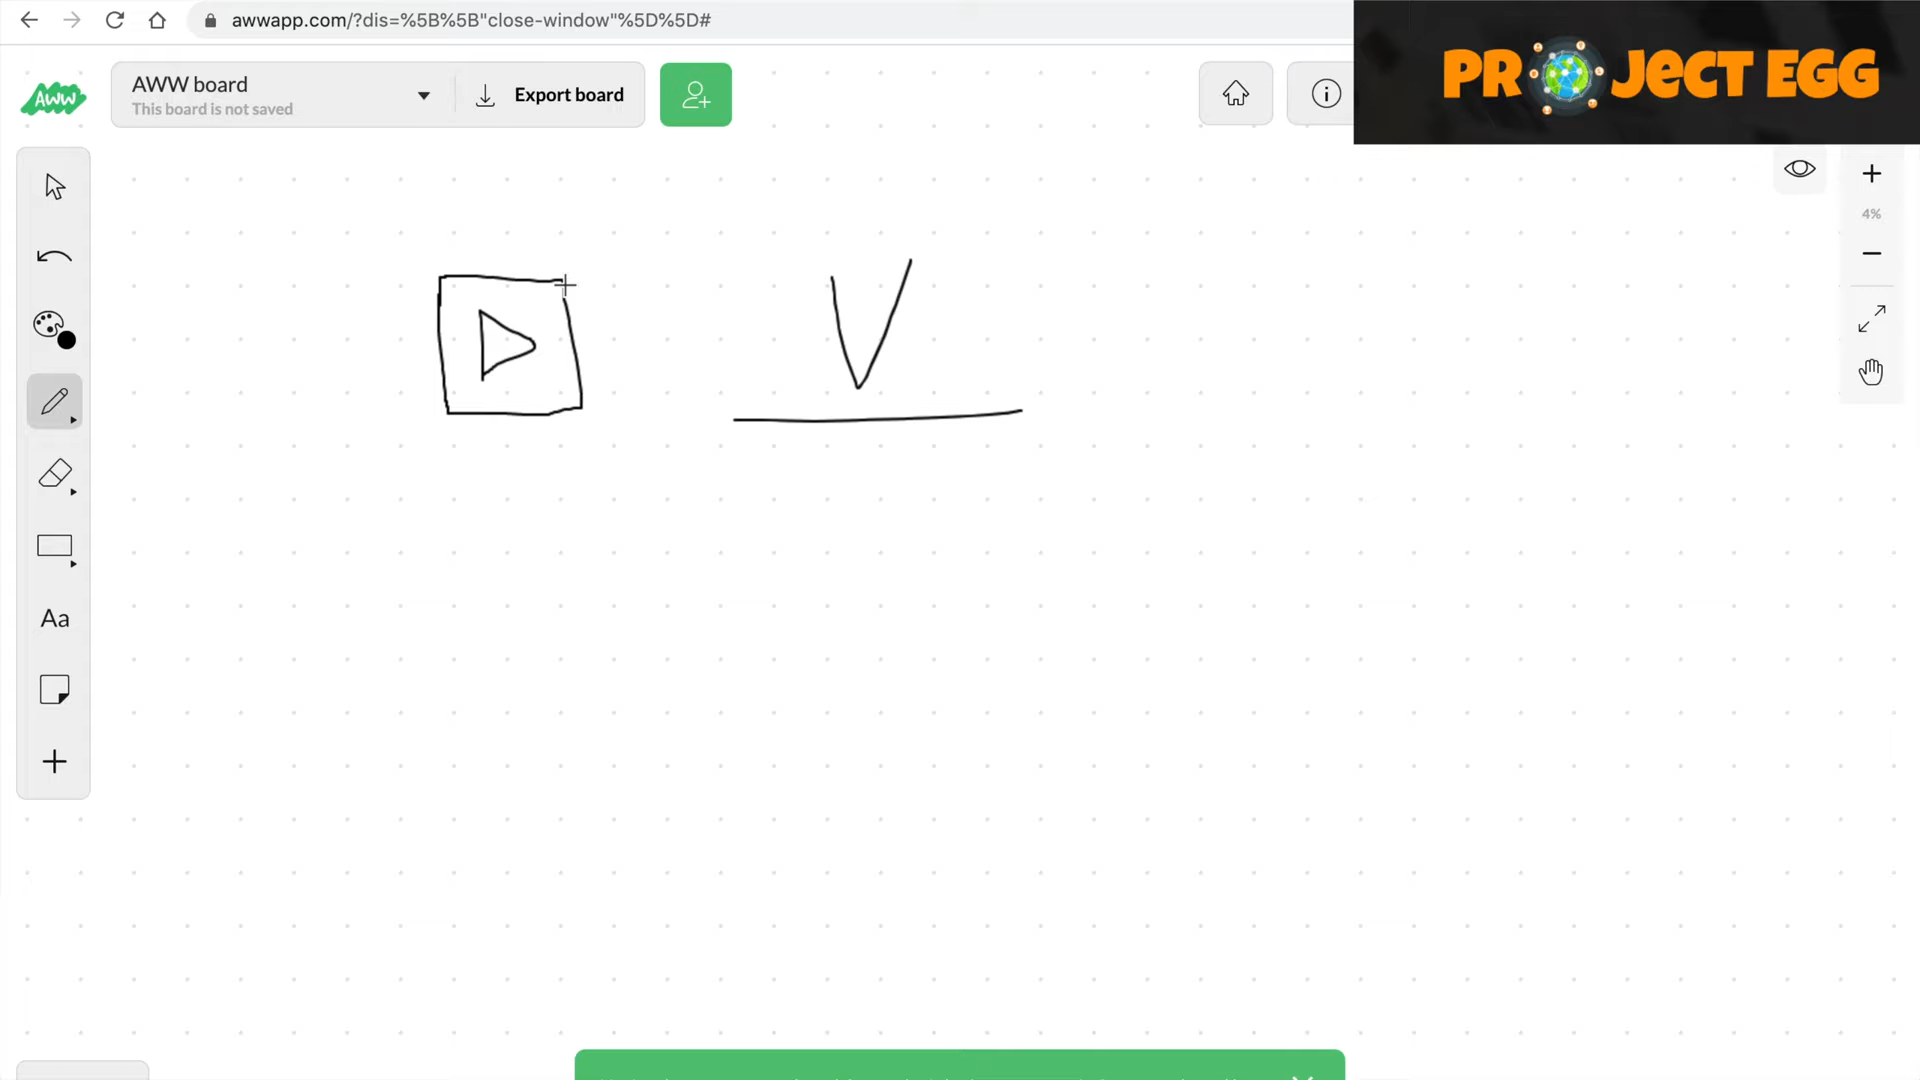 awwapp.com/?dis=%5B%5B"close-window"%5D%5D#
PROJECT EGG
AWW
AWW board
This board is not saved
Export board
4%
V
Aa